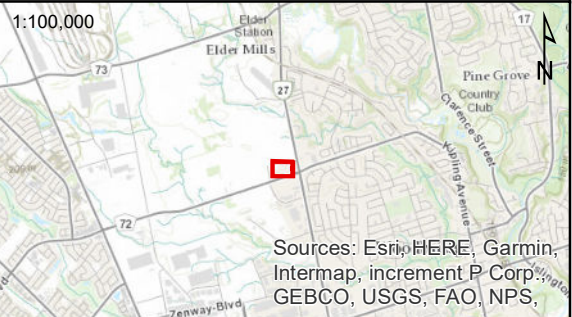 1:100,000
Elder
Station
Elder Mills
17
N
73
27
Pine Grove
Country
Club
Clarence Street
Kipling Avenue
72
Zenway-Blvd
Islington
Sources: Esri, HERE, Garmin,
Intermap, increment P Corp.,
GEBCO, USGS, FAO, NPS,